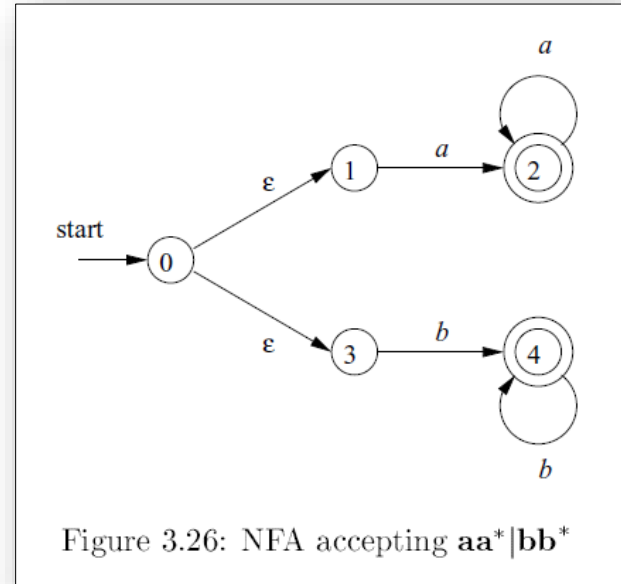 a
a
1
2
ε
start
0
ε
b
3
4
b
Figure 3.26: NFA accepting aa*|bb*